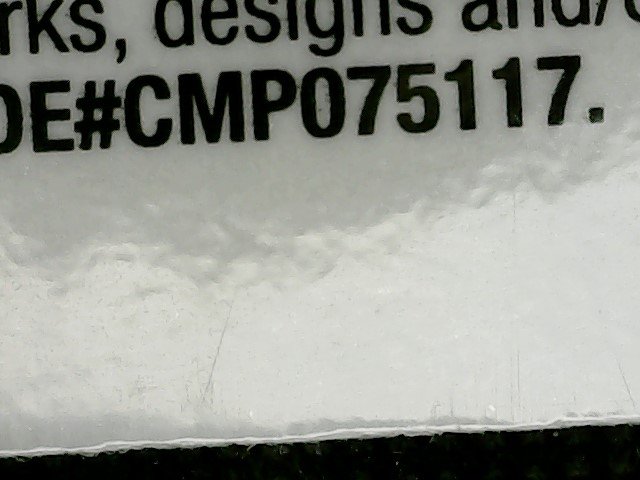 rks, designs and/
DE#CMP075117.